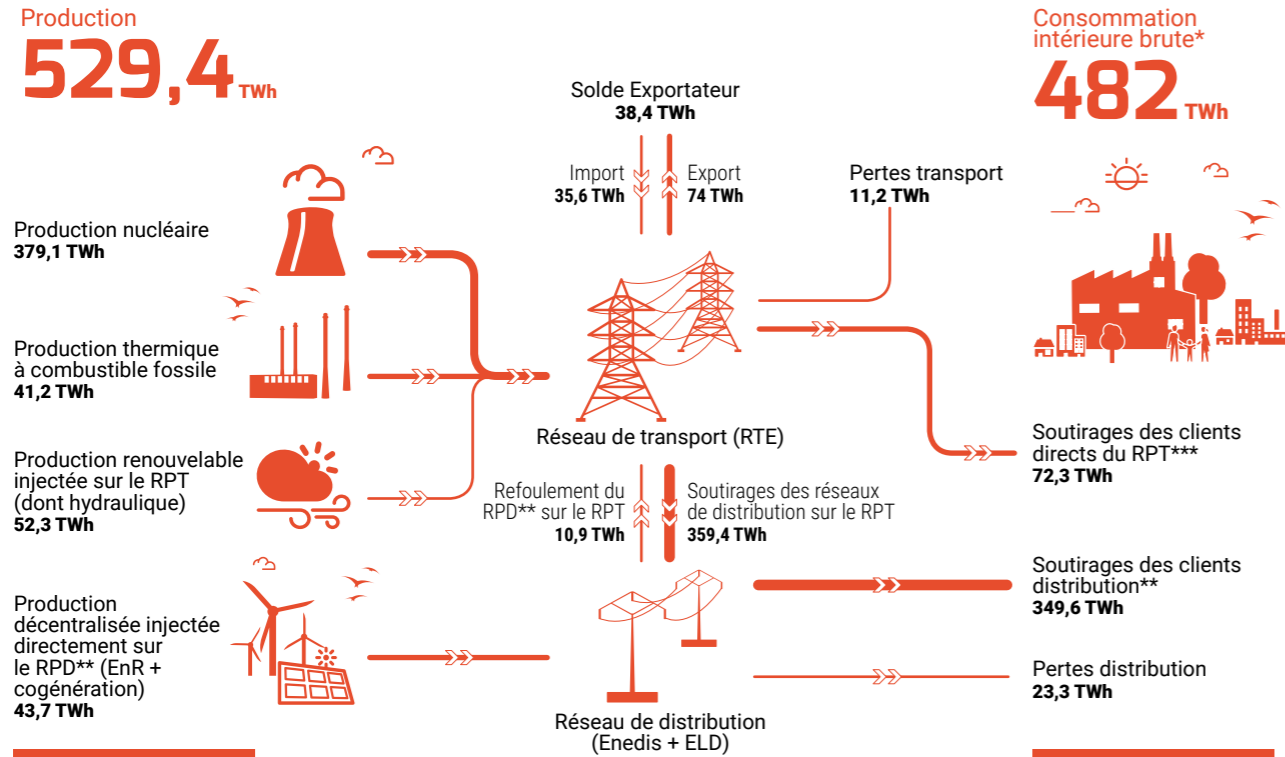 Production
529,4 TWh
Consommation
intérieure brute*
482 TWh
Solde Exportateur
38,4 TWh
Import
35,6 TWh
Export
74 TWh
Pertes transport
11,2 TWh
Production nucléaire
379,1 TWh
Production thermique
à combustible fossile
41,2 TWh
Production renouvelable
injectée sur le RPT
(dont hydraulique)
52,3 TWh
Production
décentralisée injectée
directement sur
le RPD** (EnR +
cogénération)
43,7 TWh
Réseau de transport (RTE)
Refoulement du
RPD** sur le RPT
10,9 TWh
Soutirages des réseaux
de distribution sur le RPT
359,4 TWh
Réseau de distribution
(Enedis + ELD)
Soutirages des clients
directs du RPT***
72,3 TWh
Soutirages des clients
distribution**
349,6 TWh
Pertes distribution
23,3 TWh